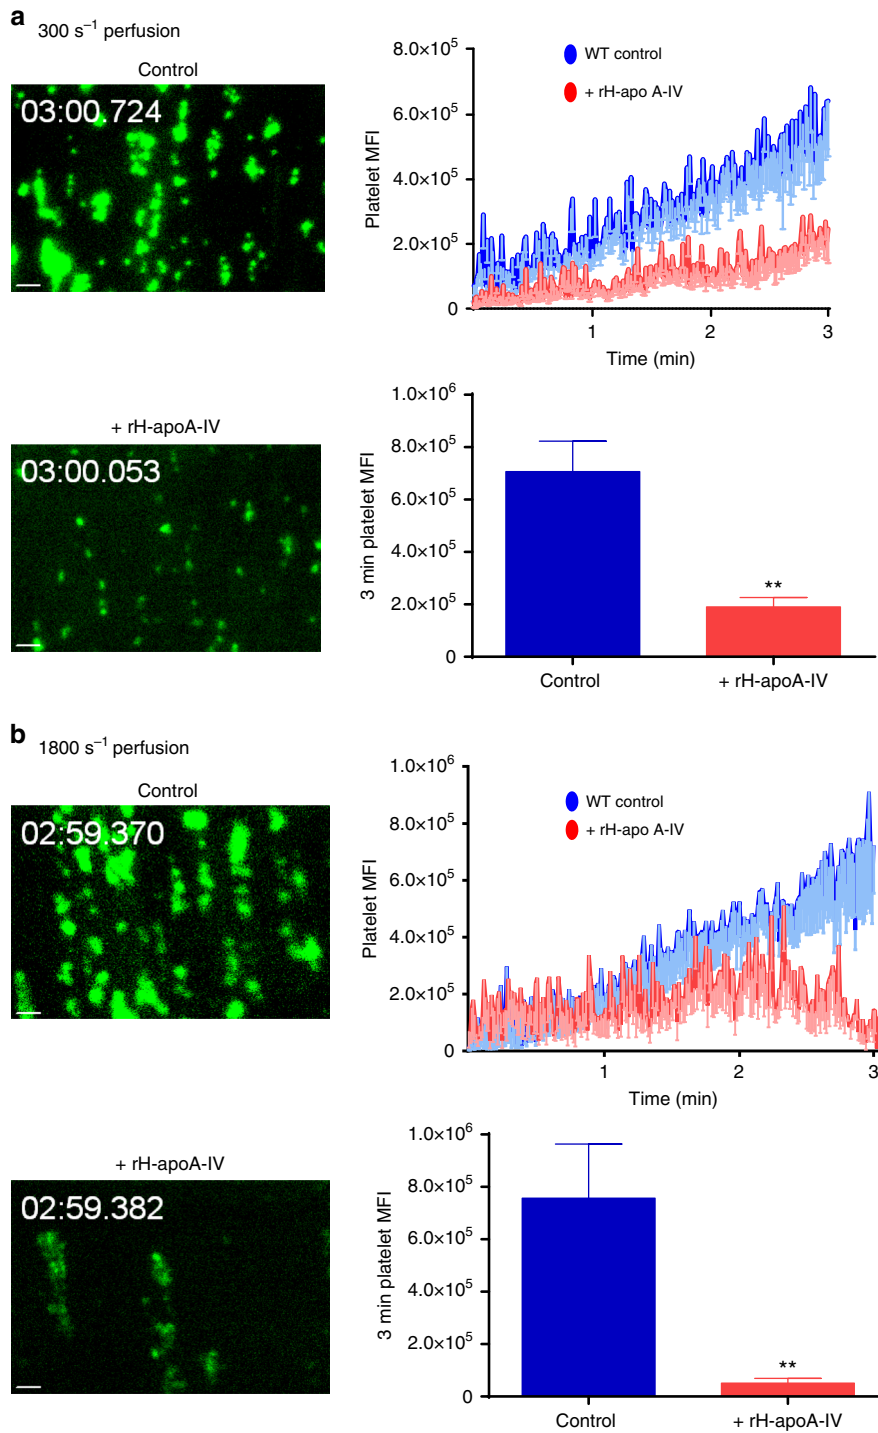 a
300 s⁻¹ perfusion
Control
03:00.724
8.0×10⁵
6.0×10⁵
4.0×10⁵
2.0×10⁵
0
Platelet MFI
WT control
+ rH-apo A-IV
1
2
3
Time (min)
+ rH-apoA-IV
03:00.053
1.0×10⁶
8.0×10⁵
6.0×10⁵
4.0×10⁵
2.0×10⁵
0
3 min platelet MFI
**
Control
+ rH-apoA-IV
b
1800 s⁻¹ perfusion
Control
02:59.370
1.0×10⁶
8.0×10⁵
6.0×10⁵
4.0×10⁵
2.0×10⁵
0
Platelet MFI
WT control
+ rH-apo A-IV
1
2
3
Time (min)
+ rH-apoA-IV
02:59.382
1.0×10⁶
8.0×10⁵
6.0×10⁵
4.0×10⁵
2.0×10⁵
0
3 min platelet MFI
**
Control
+ rH-apoA-IV